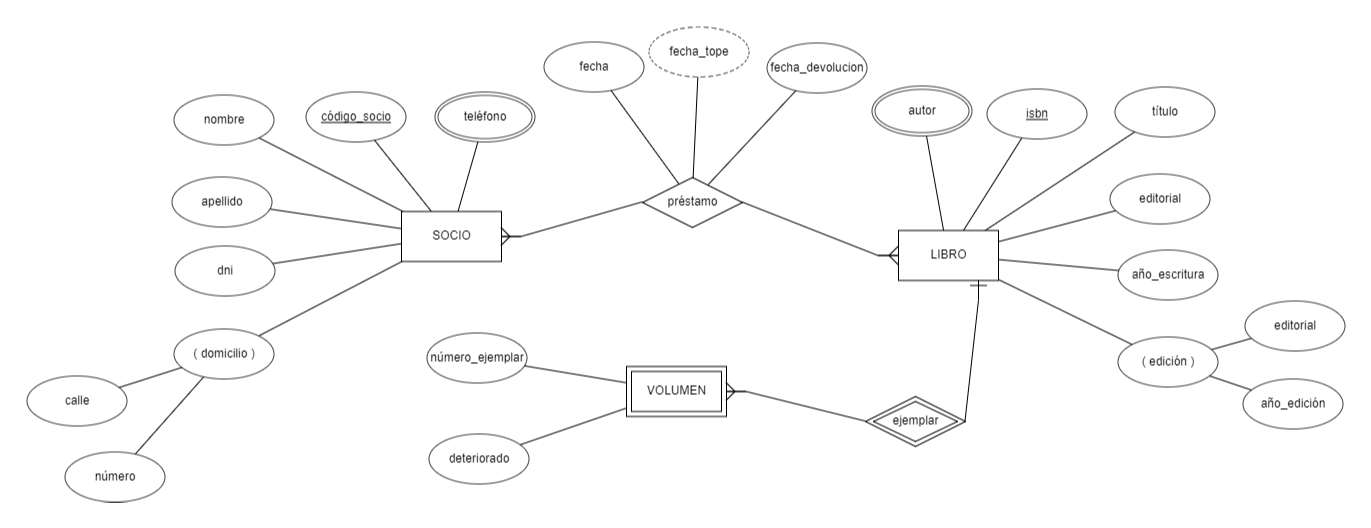 fecha_tope
fecha
fecha_devolucion
nombre
código_socio
teléfono
autor
isbn
título
apellido
préstamo
editorial
SOCIO
LIBRO
dni
año_escritura
( domicilio )
número_ejemplar
editorial
( edición )
calle
VOLUMEN
año_edición
ejemplar
deteriorado
número